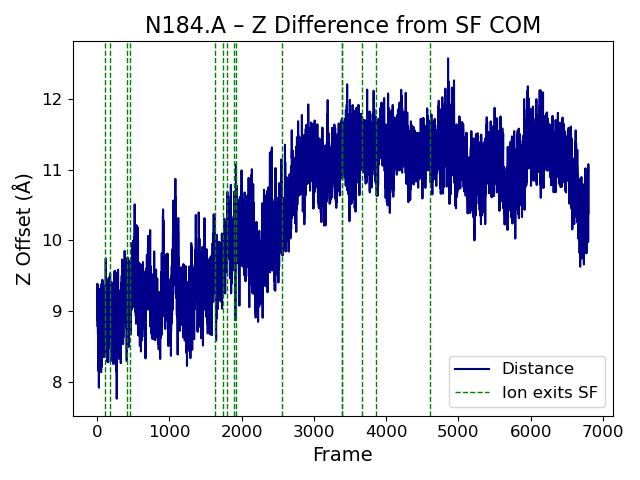 N184.A – Z Difference from SF COM
Z Offset (Å)
12
11
10
9
8
Distance
Ion exits SF
0 1000 2000 3000 4000 5000 6000 7000
Frame